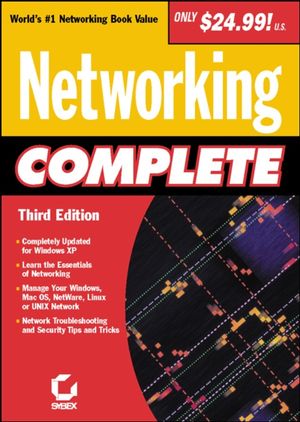 World's #1 Networking Book Value
ONLY $24.99! U.S.
Networking
COMPLETE
Third Edition
• Completely Updated
for Windows XP
• Learn the Essentials
of Networking
• Manage Your Windows,
Mac OS, NetWare, Linux
or UNIX Network
• Network Troubleshooting
and Security Tips and Tricks
SYBEX